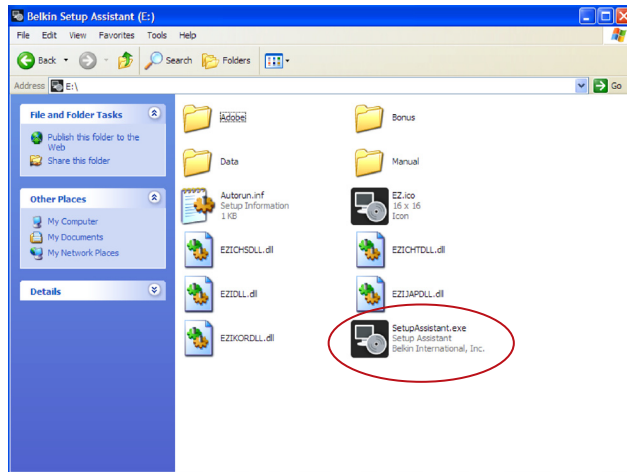 Belkin Setup Assistant (E:)
File Edit View Favorites Tools Help
Back Search Folders
Address E:\ Go
File and Folder Tasks
Publish this folder to the
Web
Share this folder
Other Places
My Computer
My Documents
My Network Places
Details
Adobe
Bonus
Data
Manual
Autorun.inf
Setup Information
1 KB
EZ.ico
16 x 16
Icon
EZICHSDLL.dll
EZICHTDLL.dll
EZIDLL.dll
EZIJAPDLL.dll
EZIKORDLL.dll
SetupAssistant.exe
Setup Assistant
Belkin International, Inc.